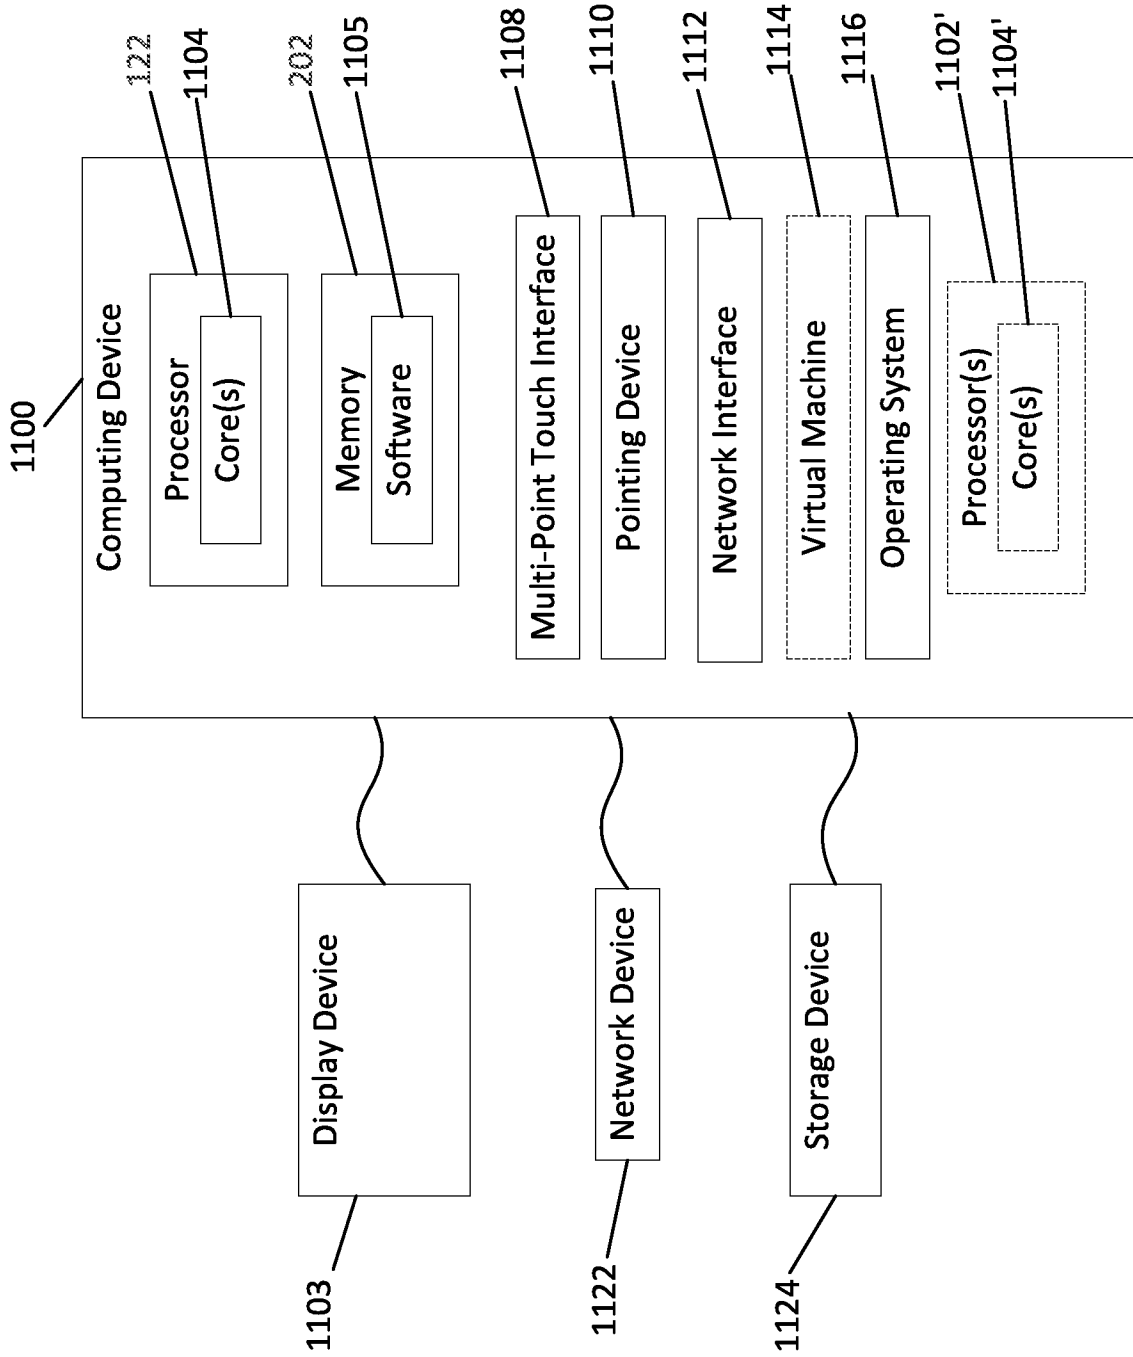 1100
Computing Device
122
Processor
1104
Core(s)
202
Memory
1105
Software
1108
Multi-Point Touch Interface
1110
Pointing Device
1112
Network Interface
1114
Virtual Machine
1116
Operating System
1102'
Processor(s)
1104'
Core(s)
Display Device
1103
Network Device
1122
Storage Device
1124